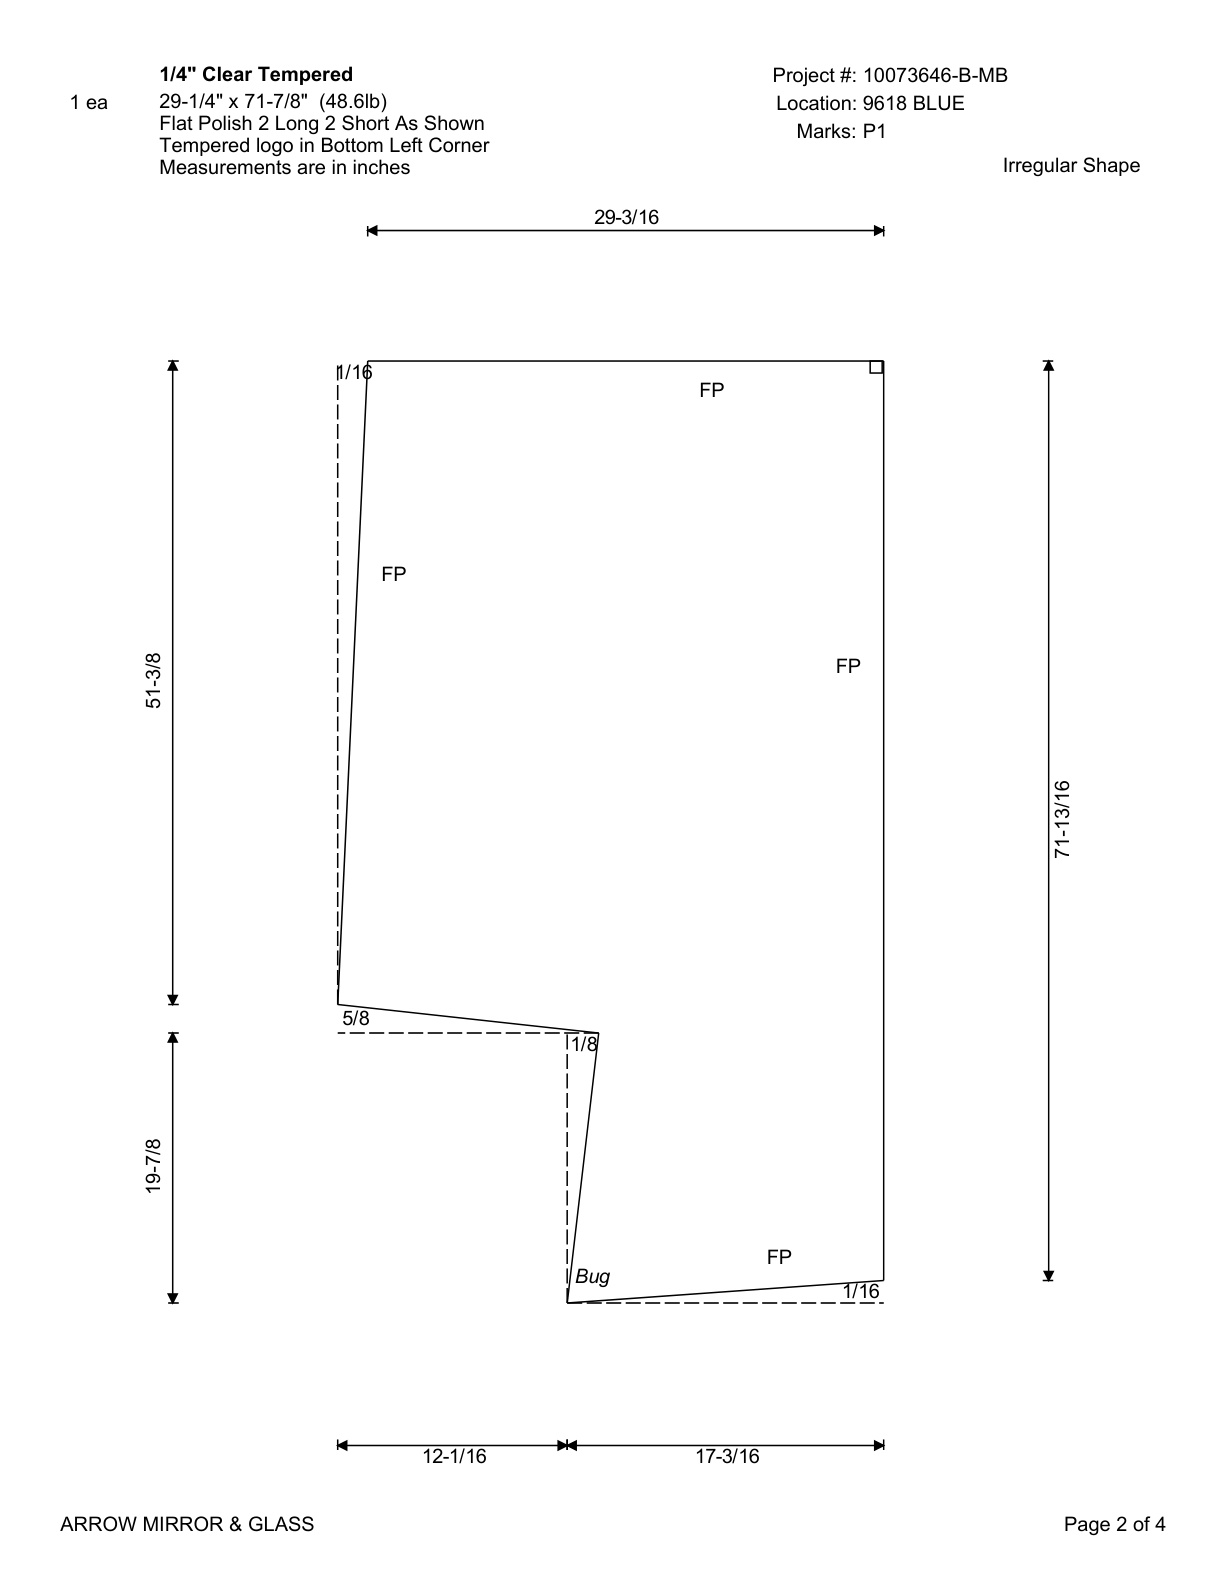 1/4" Clear Tempered
1 ea
29-1/4" x 71-7/8" (48.6lb)
Flat Polish 2 Long 2 Short As Shown
Tempered logo in Bottom Left Corner
Measurements are in inches
Project #: 10073646-B-MB
Location: 9618 BLUE
Marks: P1
Irregular Shape
29-3/16
1/16
FP
FP
FP
51-3/8
71-13/16
5/8
1/8
19-7/8
FP
Bug
1/16
12-1/16
17-3/16
ARROW MIRROR & GLASS
Page 2 of 4